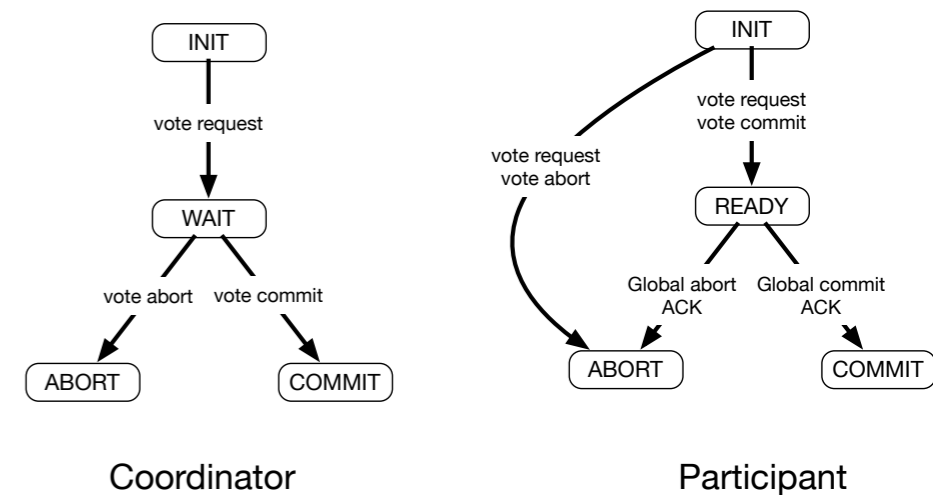 INIT
vote request
WAIT
vote abort
vote commit
ABORT
COMMIT
Coordinator
INIT
vote request
vote commit
vote request
vote abort
READY
Global abort
ACK
Global commit
ACK
ABORT
COMMIT
Participant